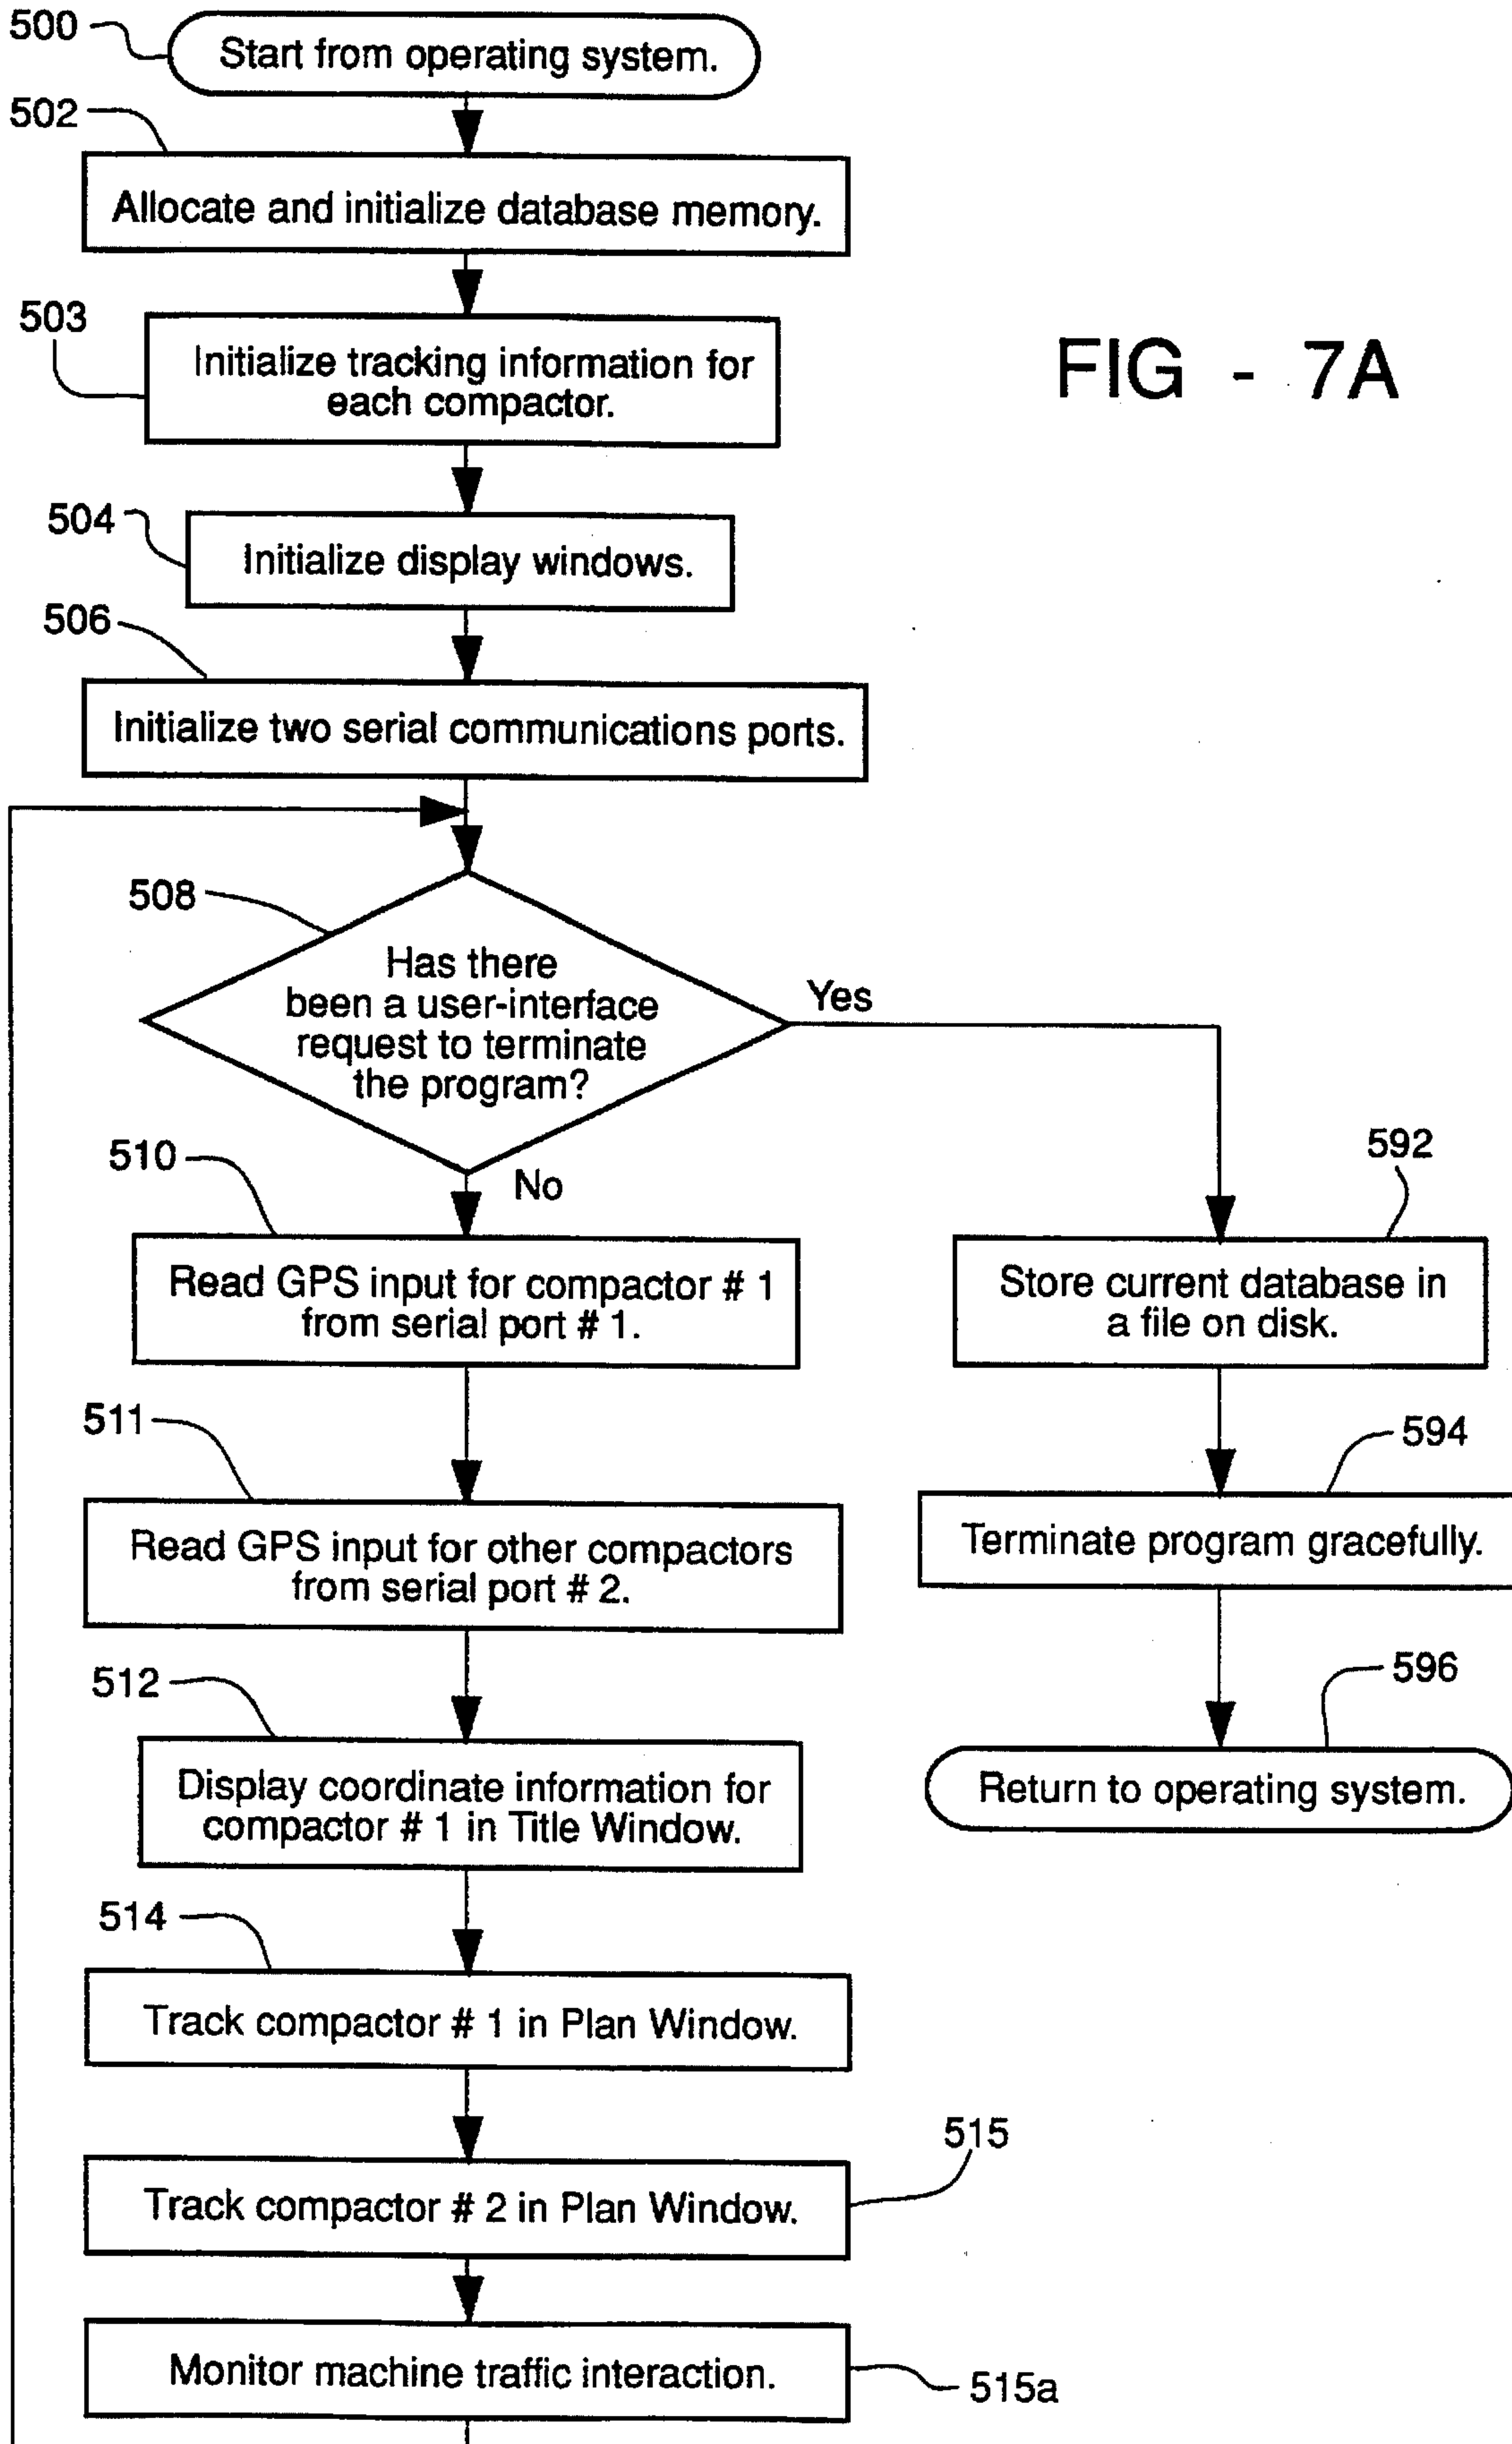 500
Start from operating system.
502
Allocate and initialize database memory.
503
Initialize tracking information for
each compactor.
FIG - 7A
504
Initialize display windows.
506
Initialize two serial communications ports.
508
Has there
been a user-interface
request to terminate
the program?
Yes
No
510
Read GPS input for compactor # 1
from serial port # 1.
592
Store current database in
a file on disk.
511
Read GPS input for other compactors
from serial port # 2.
594
Terminate program gracefully.
512
Display coordinate information for
compactor # 1 in Title Window.
596
Return to operating system.
514
Track compactor # 1 in Plan Window.
515
Track compactor # 2 in Plan Window.
Monitor machine traffic interaction.
515a